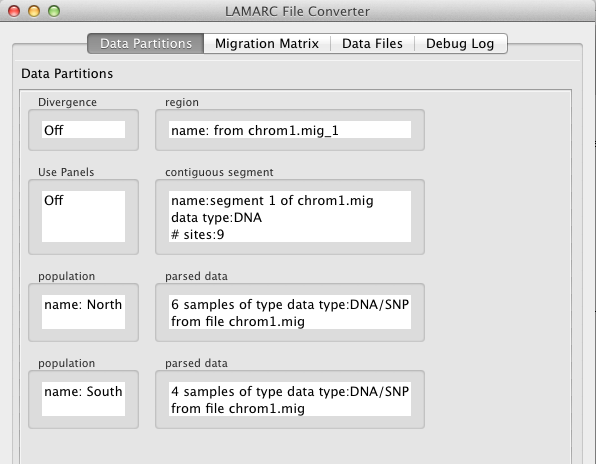 LAMARC File Converter
Data Partitions Migration Matrix Data Files Debug Log
Data Partitions
Divergence
region
Off
name: from chrom1.mig_1
Use Panels
contiguous segment
Off
name:segment 1 of chrom1.mig
data type:DNA
# sites:9
population
parsed data
name: North
6 samples of type data type:DNA/SNP
from file chrom1.mig
population
parsed data
name: South
4 samples of type data type:DNA/SNP
from file chrom1.mig